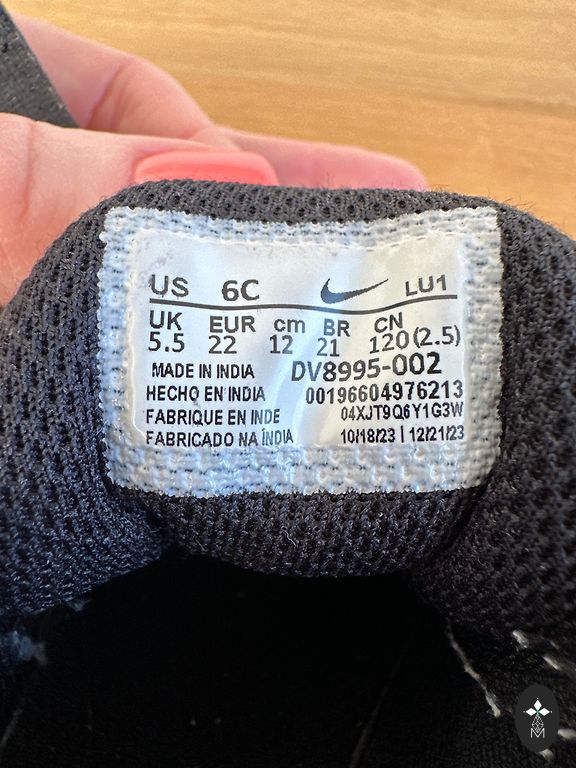 US 6C LU1
UK EUR cm BR CN
5.5 22 12 21 120 (2.5)
MADE IN INDIA DV8995-002
HECHO EN INDIA 00196604976213
FABRIQUE EN INDE 04XJT9Q6Y1G3W
FABRICADO NA ÍNDIA 10/18/23 | 12/21/23
M